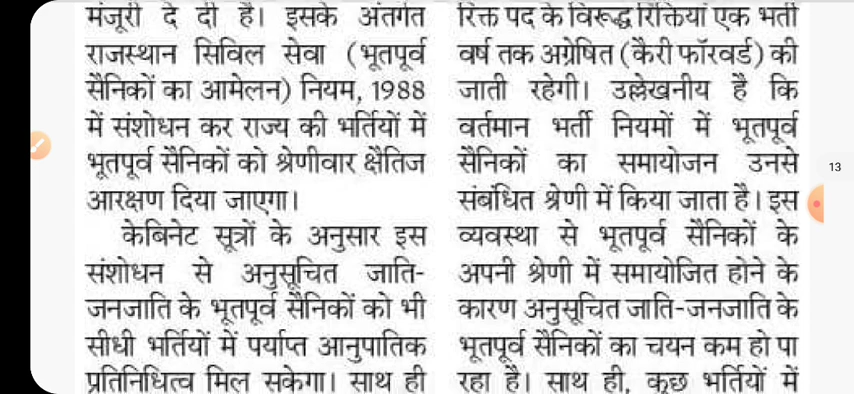 मंजूरी दे दी है। इसके अंतर्गत
राजस्थान सिविल सेवा (भूतपूर्व
सैनिकों का आमेलन) नियम, 1988
में संशोधन कर राज्य की भर्तियों में
भूतपूर्व सैनिकों को श्रेणीवार क्षैतिज
आरक्षण दिया जाएगा।
केबिनेट सूत्रों के अनुसार इस
संशोधन से अनुसूचित जाति-
जनजाति के भूतपूर्व सैनिकों को भी
सीधी भर्तियों में पर्याप्त आनुपातिक
प्रतिनिधित्व मिल सकेगा। साथ ही
रिक्त पद के विरूद्ध रिक्तियां एक भर्ती
वर्ष तक अग्रेषित (कैरी फॉरवर्ड) की
जाती रहेगी। उल्लेखनीय है कि
वर्तमान भर्ती नियमों में भूतपूर्व
सैनिकों का समायोजन उनसे
संबंधित श्रेणी में किया जाता है। इस
व्यवस्था से भूतपूर्व सैनिकों के
अपनी श्रेणी में समायोजित होने के
कारण अनुसूचित जाति-जनजाति के
भूतपूर्व सैनिकों का चयन कम हो पा
रहा है। साथ ही, कुछ भर्तियों में
13